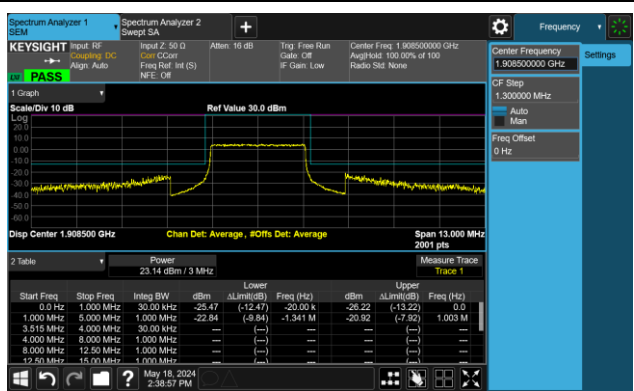 Spectrum Analyzer 1
SEM
Spectrum Analyzer 2
Swept SA
+
Frequency
KEYSIGHT
Input: RF
Coupling: DC
Align: Auto
Input Z: 50 Ω
Corr CCorr
Freq Ref: Int (S)
NFE: Off
Atten: 16 dB
Trig: Free Run
Gate: Off
IF Gain: Low
Center Freq: 1.908500000 GHz
Avg|Hold: 100.00% of 100
Radio Std: None
PASS
Center Frequency
1.908500000 GHz
Settings
CF Step
1.300000 MHz
Auto
Man
Freq Offset
0 Hz
1 Graph
Scale/Div 10 dB
Ref Value 30.0 dBm
Log
20.0
10.0
0.00
-10.0
-20.0
-30.0
-40.0
-50.0
-60.0
Disp Center 1.908500 GHz
Chan Det: Average, #Offs Det: Average
Span 13.000 MHz
2001 pts
2 Table
Power
23.14 dBm / 3 MHz
Measure Trace
Trace 1
Lower Upper
Start Freq Stop Freq Integ BW dBm ΔLimit(dB) Freq (Hz) dBm ΔLimit(dB) Freq (Hz)
0.0 Hz 1.000 MHz 30.00 kHz -25.47 (-12.47) -20.00 k -26.22 (-13.22) 0.0
1.000 MHz 5.000 MHz 1.000 MHz -22.84 (-9.84) -1.341 M -20.92 (-7.92) 1.003 M
3.515 MHz 4.000 MHz 30.00 kHz --- (---) --- --- (---) ---
4.000 MHz 8.000 MHz 1.000 MHz --- (---) --- --- (---) ---
8.000 MHz 12.50 MHz 1.000 MHz --- (---) --- --- (---) ---
12.50 MHz 15.00 MHz 1.000 MHz --- (---) --- --- (---) ---
?
May 18, 2024
2:38:57 PM